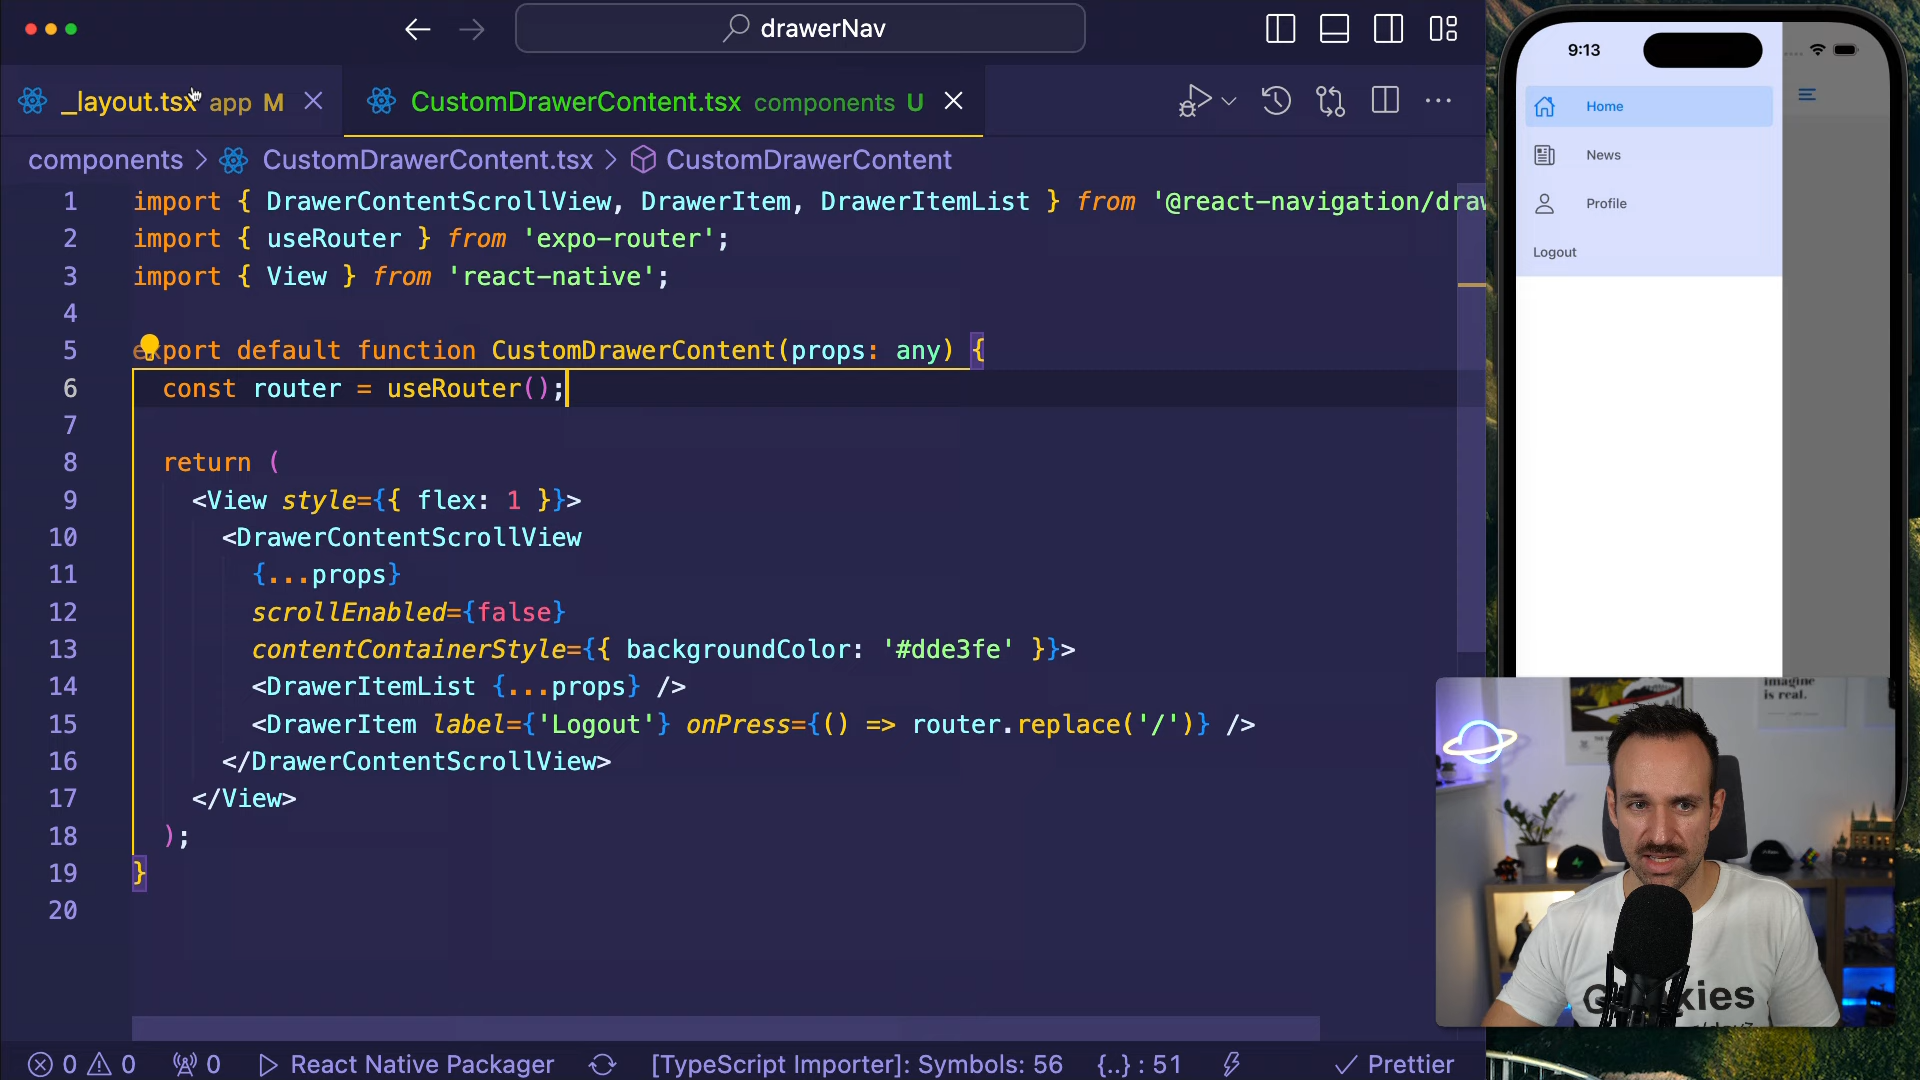 drawerNav
_layout.tsx app M
CustomDrawerContent.tsx components U
components > CustomDrawerContent.tsx > CustomDrawerContent
1 import { DrawerContentScrollView, DrawerItem, DrawerItemList } from '@react-navigation/draw
2 import { useRouter } from 'expo-router';
3 import { View } from 'react-native';
4
5 export default function CustomDrawerContent(props: any) {
6 const router = useRouter();
7
8 return (
9 <View style={{ flex: 1 }}>
10 <DrawerContentScrollView
11 {...props}
12 scrollEnabled={false}
13 contentContainerStyle={{ backgroundColor: '#dde3fe' }}>
14 <DrawerItemList {...props} />
15 <DrawerItem label={'Logout'} onPress={() => router.replace('/')} />
16 </DrawerContentScrollView>
17 </View>
18 );
19 }
20
0 0 0 React Native Packager [TypeScript Importer]: Symbols: 56 {..} : 51 Prettier
9:13
Home
News
Profile
Logout
imagine
is real.